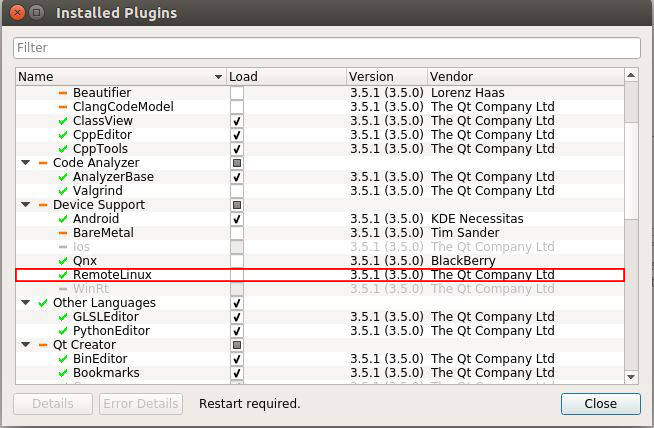 Installed Plugins
Filter
Name Load Version Vendor
Beautifier 3.5.1 (3.5.0) Lorenz Haas
ClangCodeModel 3.5.1 (3.5.0) The Qt Company Ltd
ClassView 3.5.1 (3.5.0) The Qt Company Ltd
CppEditor 3.5.1 (3.5.0) The Qt Company Ltd
CppTools 3.5.1 (3.5.0) The Qt Company Ltd
Code Analyzer
AnalyzerBase 3.5.1 (3.5.0) The Qt Company Ltd
Valgrind 3.5.1 (3.5.0) The Qt Company Ltd
Device Support
Android 3.5.1 (3.5.0) KDE Necessitas
BareMetal 3.5.1 (3.5.0) Tim Sander
Ios 3.5.1 (3.5.0) The Qt Company Ltd
Qnx 3.5.1 (3.5.0) BlackBerry
RemoteLinux 3.5.1 (3.5.0) The Qt Company Ltd
WinRt 3.5.1 (3.5.0) The Qt Company Ltd
Other Languages
GLSLEditor 3.5.1 (3.5.0) The Qt Company Ltd
PythonEditor 3.5.1 (3.5.0) The Qt Company Ltd
Qt Creator
BinEditor 3.5.1 (3.5.0) The Qt Company Ltd
Bookmarks 3.5.1 (3.5.0) The Qt Company Ltd
Details Error Details Restart required. Close